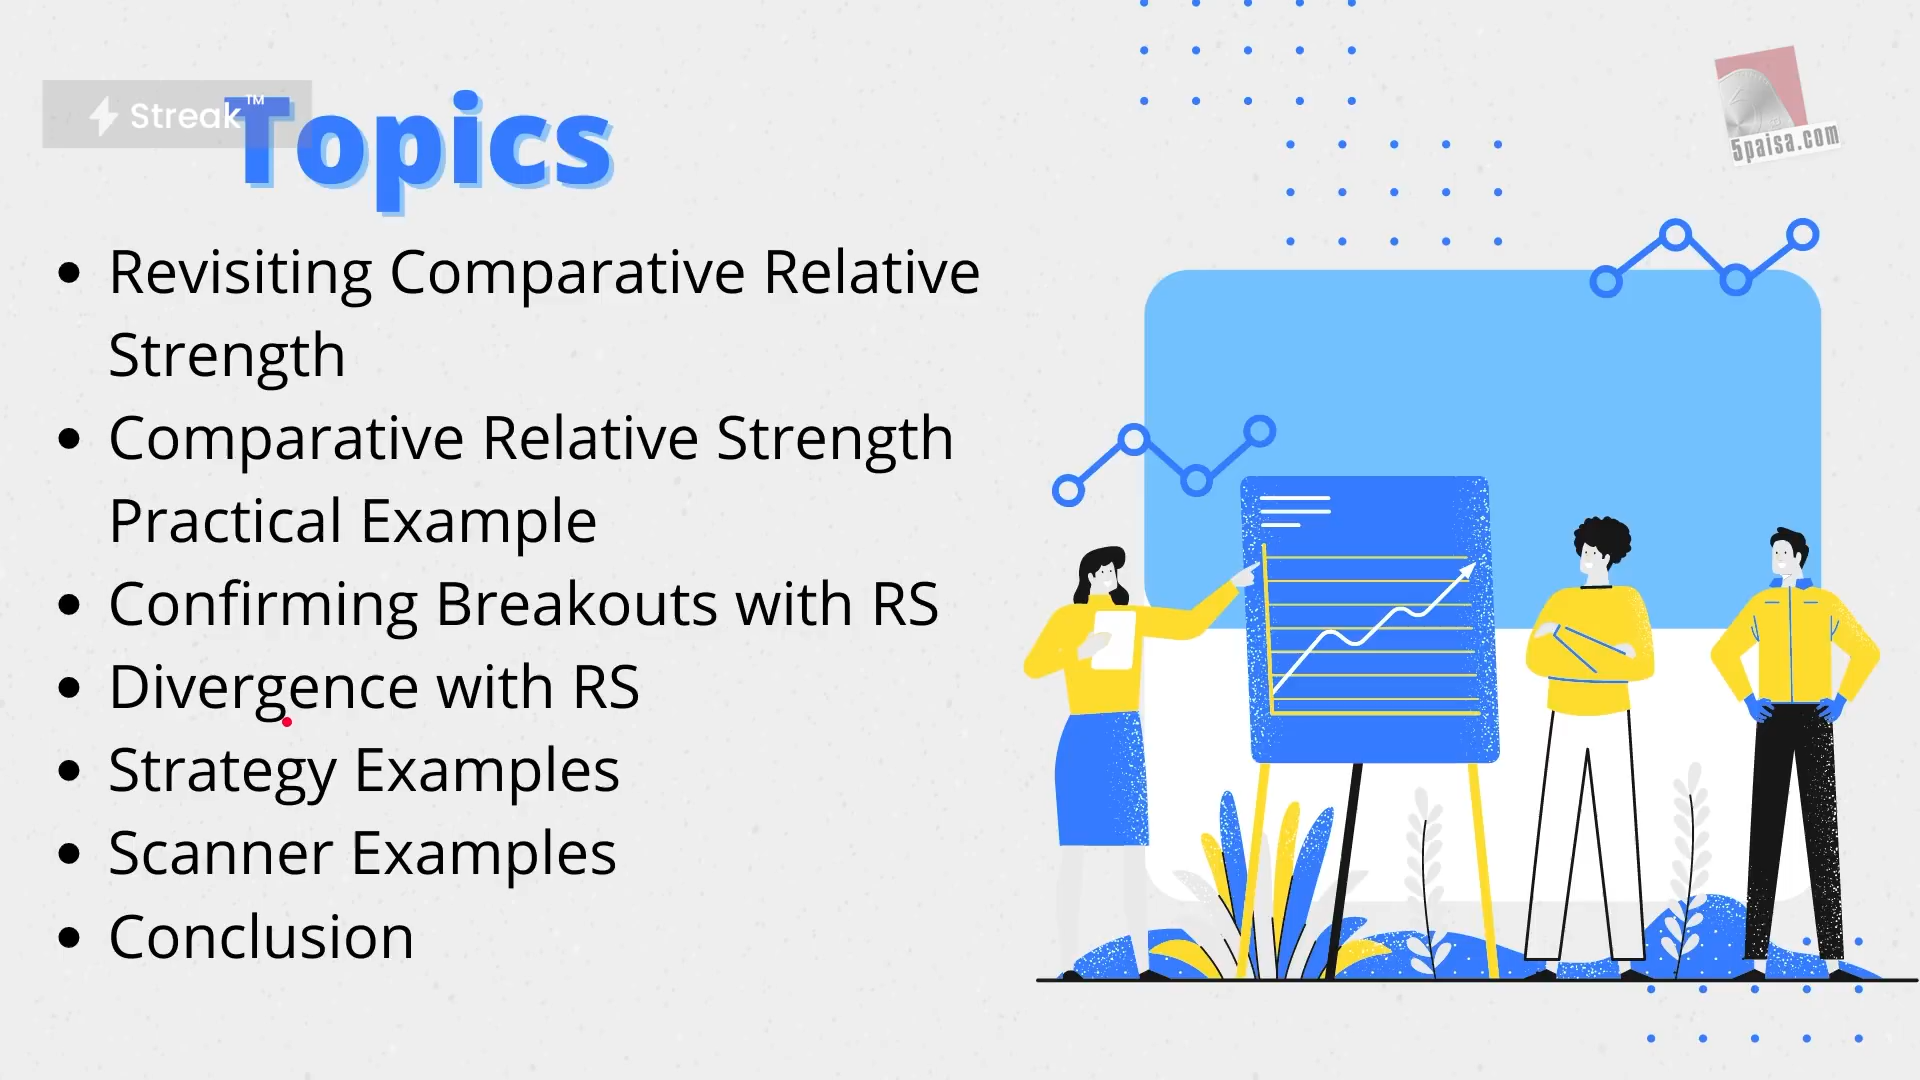 Streak™
Topics
5paisa.com
• Revisiting Comparative Relative
Strength
• Comparative Relative Strength
Practical Example
• Confirming Breakouts with RS
• Divergence with RS
• Strategy Examples
• Scanner Examples
• Conclusion